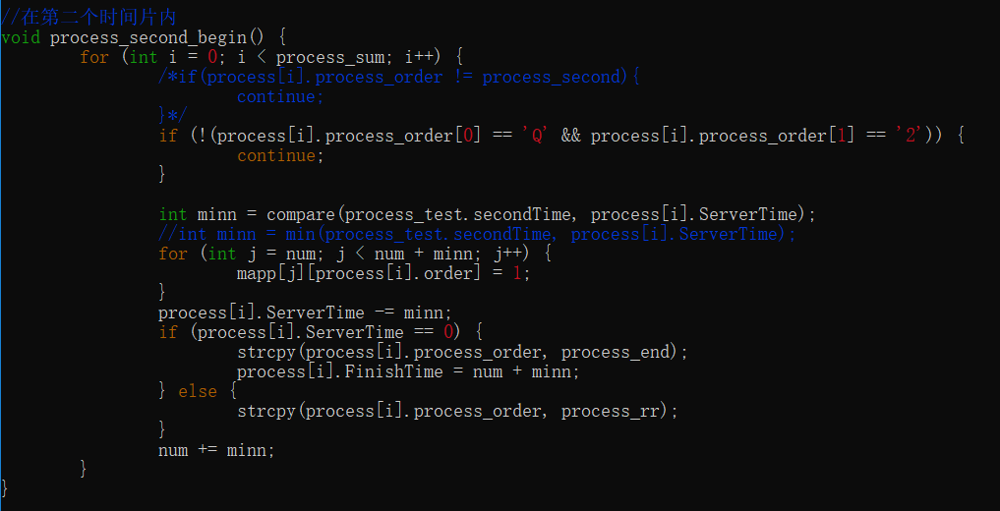 //在第二个时间片内
void process_second_begin() {
        for (int i = 0; i < process_sum; i++) {
                /*if(process[i].process_order != process_second){
                        continue;
                }*/
                if (!(process[i].process_order[0] == 'Q' && process[i].process_order[1] == '2')) {
                        continue;
                }

                int minn = compare(process_test.secondTime, process[i].ServerTime);
                //int minn = min(process_test.secondTime, process[i].ServerTime);
                for (int j = num; j < num + minn; j++) {
                        mapp[j][process[i].order] = 1;
                }
                process[i].ServerTime -= minn;
                if (process[i].ServerTime == 0) {
                        strcpy(process[i].process_order, process_end);
                        process[i].FinishTime = num + minn;
                } else {
                        strcpy(process[i].process_order, process_rr);
                }
                num += minn;
        }
}